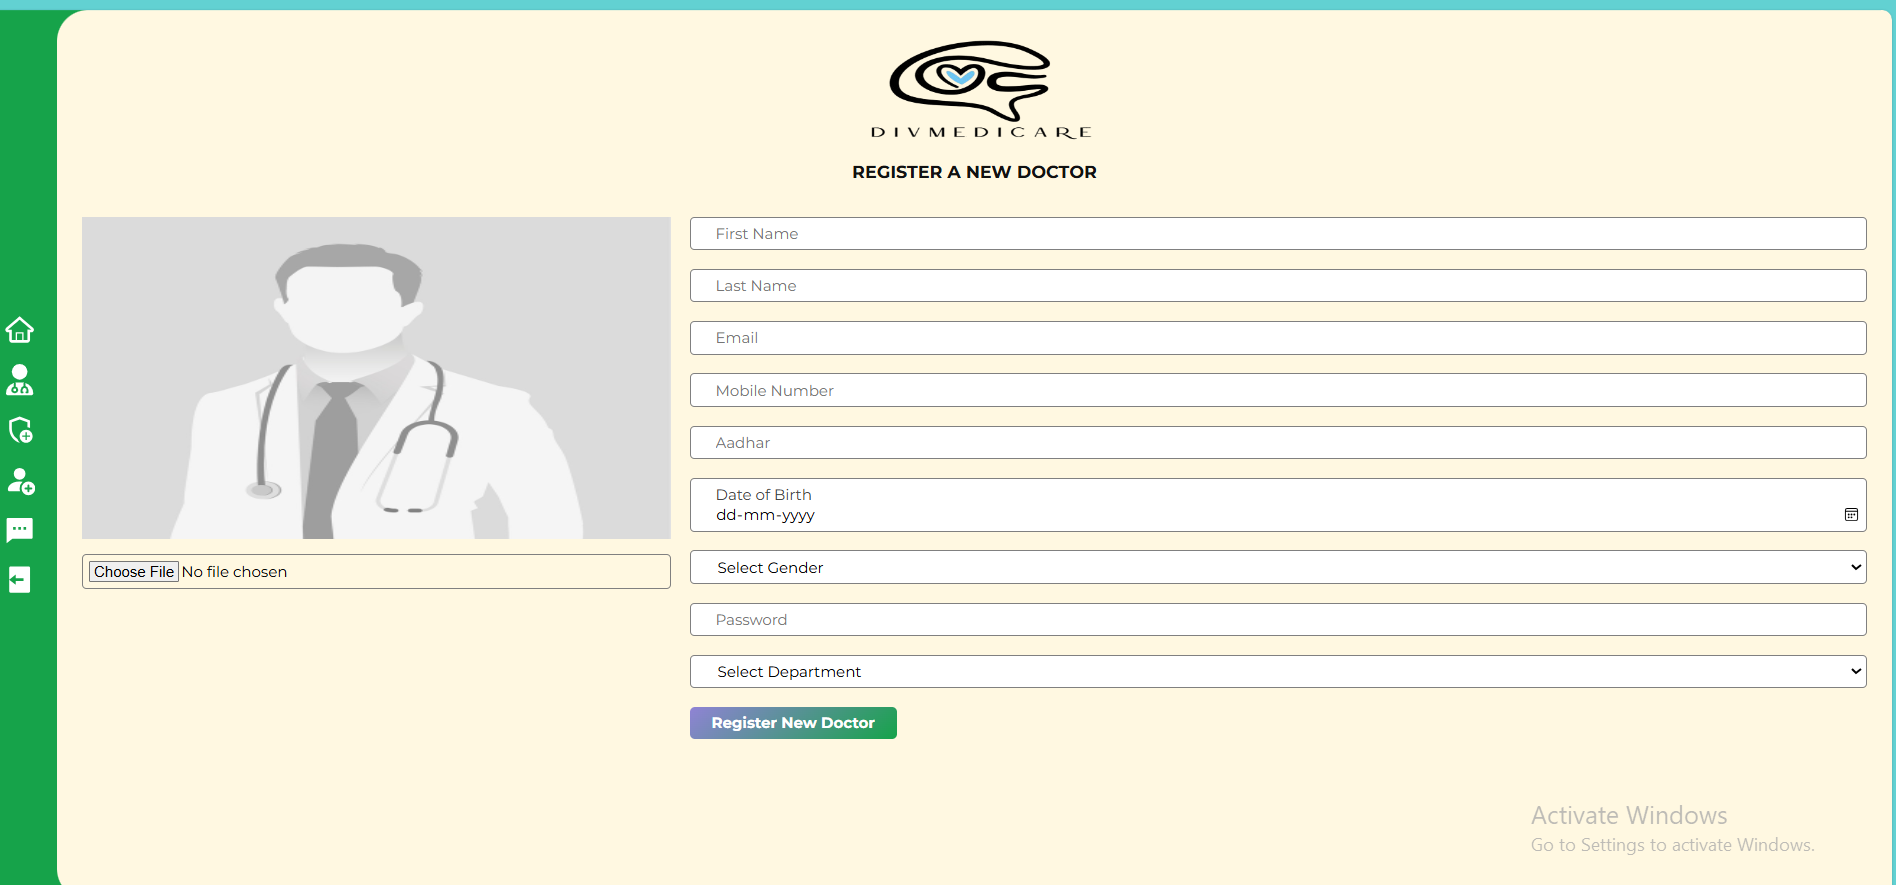 DIVMEDICARE
REGISTER A NEW DOCTOR
First Name
Last Name
Email
Mobile Number
Aadhar
Date of Birth
dd-mm-yyyy
Choose File No file chosen
Select Gender
Password
Select Department
Register New Doctor
Activate Windows
Go to Settings to activate Windows.